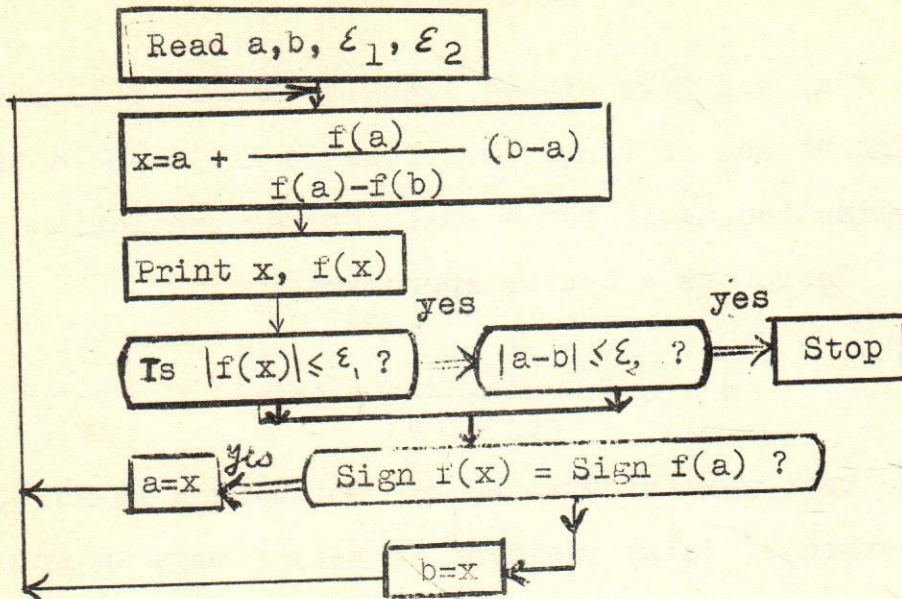 Read a,b, ε1, ε2
x=a + f(a) / f(a)-f(b) (b-a)
Print x, f(x)
yes
yes
Is |f(x)| ≤ ε1 ?
|a-b| ≤ ε2 ?
Stop
Sign f(x) = Sign f(a) ?
yes
a=x
b=x